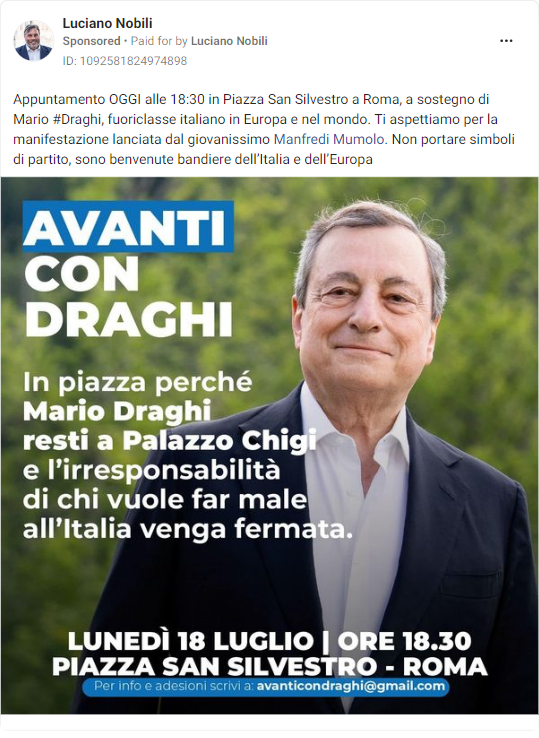 Luciano Nobili
Sponsored • Paid for by Luciano Nobili
ID: 1092581824974898
Appuntamento OGGI alle 18:30 in Piazza San Silvestro a Roma, a sostegno di
Mario #Draghi, fuoriclasse italiano in Europa e nel mondo. Ti aspettiamo per la
manifestazione lanciata dal giovanissimo Manfredi Mumolo. Non portare simboli
di partito, sono benvenute bandiere dell’Italia e dell’Europa
AVANTI
CON
DRAGHI
In piazza perché
Mario Draghi
resti a Palazzo Chigi
e l’irresponsabilità
di chi vuole far male
all’Italia venga fermata.
LUNEDÌ 18 LUGLIO | ORE 18.30
PIAZZA SAN SILVESTRO - ROMA
Per info e adesioni scrivi a: avanticondraghi@gmail.com